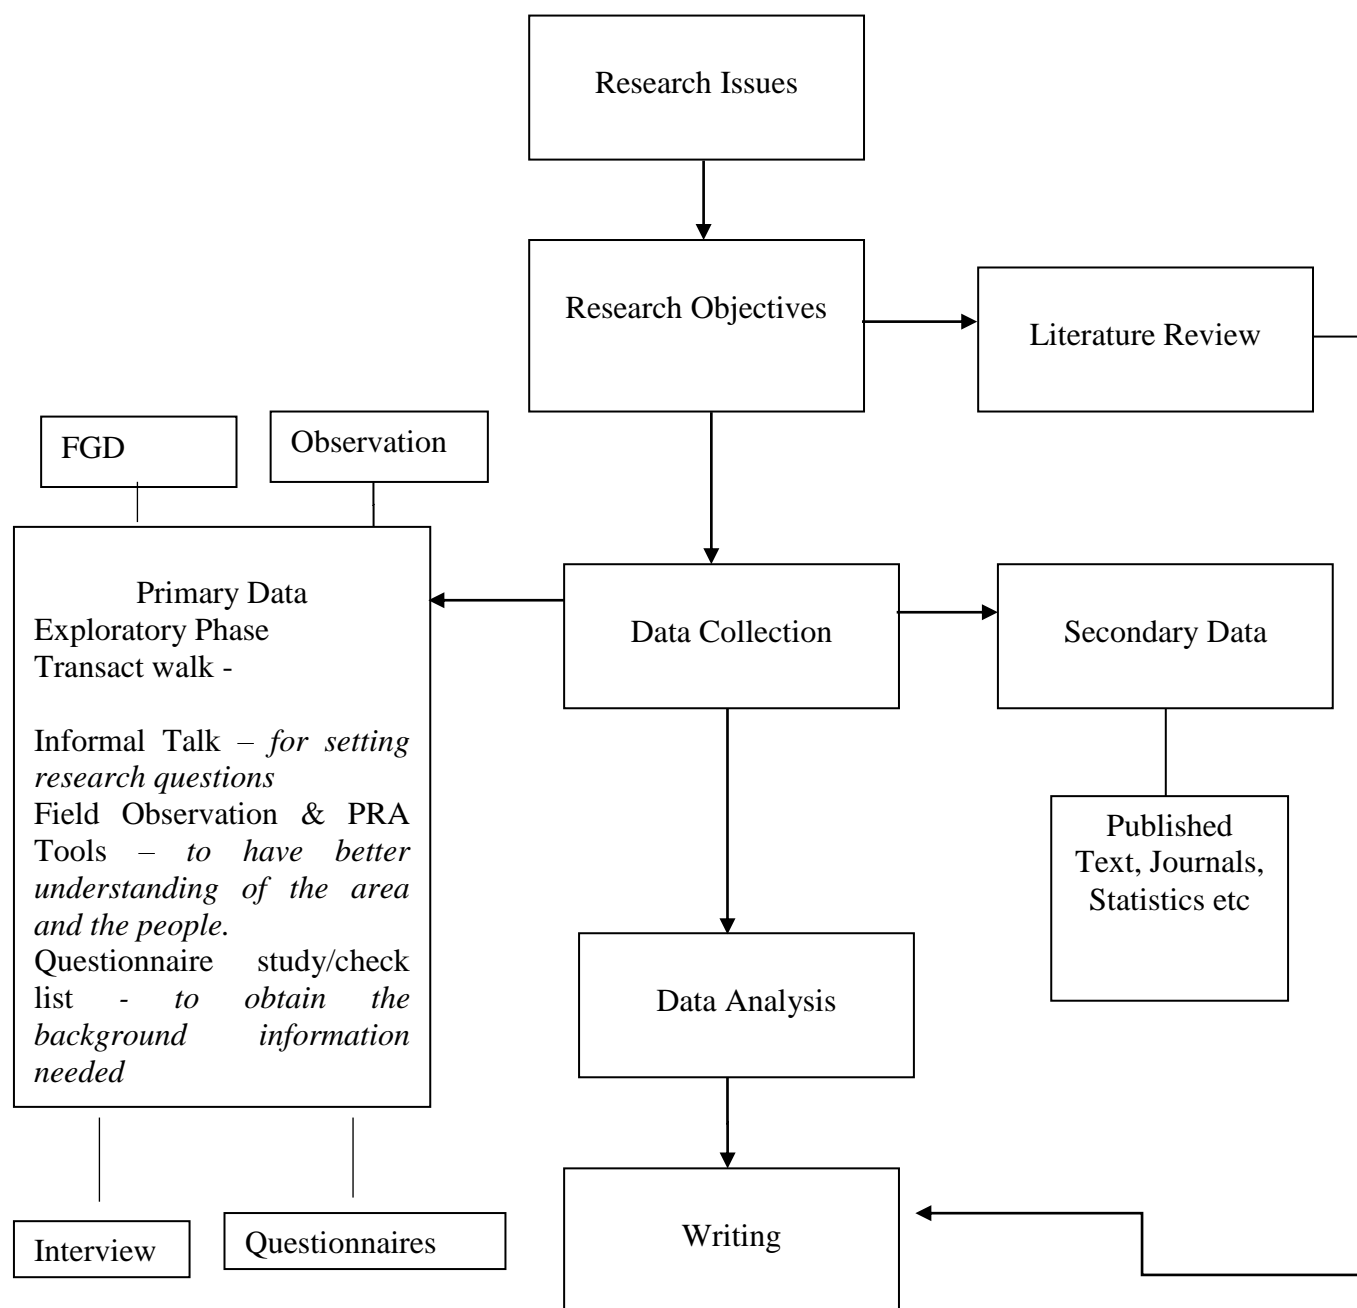 Research Issues
Research Objectives
Literature Review
FGD
Observation
Primary Data
Exploratory Phase
Transact walk -
Informal Talk – for setting
research questions
Field Observation & PRA
Tools – to have better
understanding of the area
and the people.
Questionnaire study/check
list - to obtain the
background information
needed
Data Collection
Secondary Data
Published
Text, Journals,
Statistics etc
Data Analysis
Interview
Questionnaires
Writing